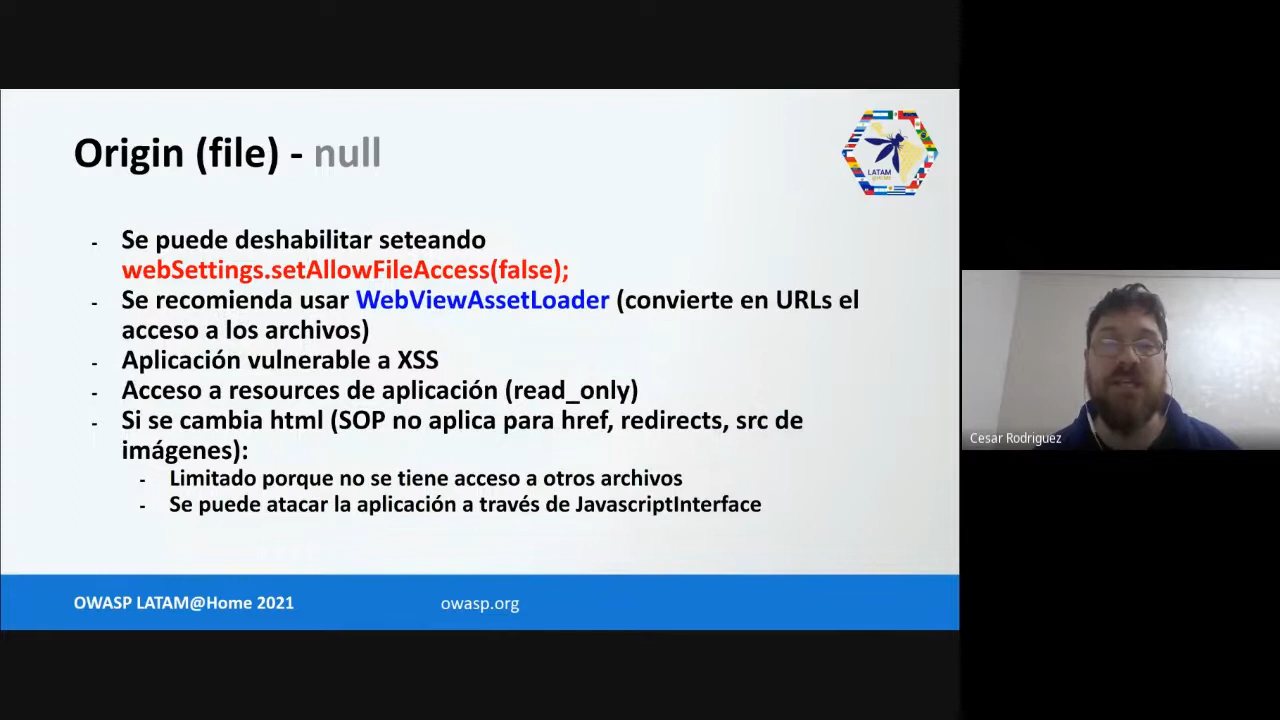 Origin (file) - null
LATAM
- Se puede deshabilitar seteando
webSettings.setAllowFileAccess(false);
- Se recomienda usar WebViewAssetLoader (convierte en URLs el
acceso a los archivos)
- Aplicación vulnerable a XSS
- Acceso a resources de aplicación (read_only)
- Si se cambia html (SOP no aplica para href, redirects, src de
imágenes):
- Limitado porque no se tiene acceso a otros archivos
- Se puede atacar la aplicación a través de JavascriptInterface
Cesar Rodriguez
OWASP LATAM@Home 2021
owasp.org